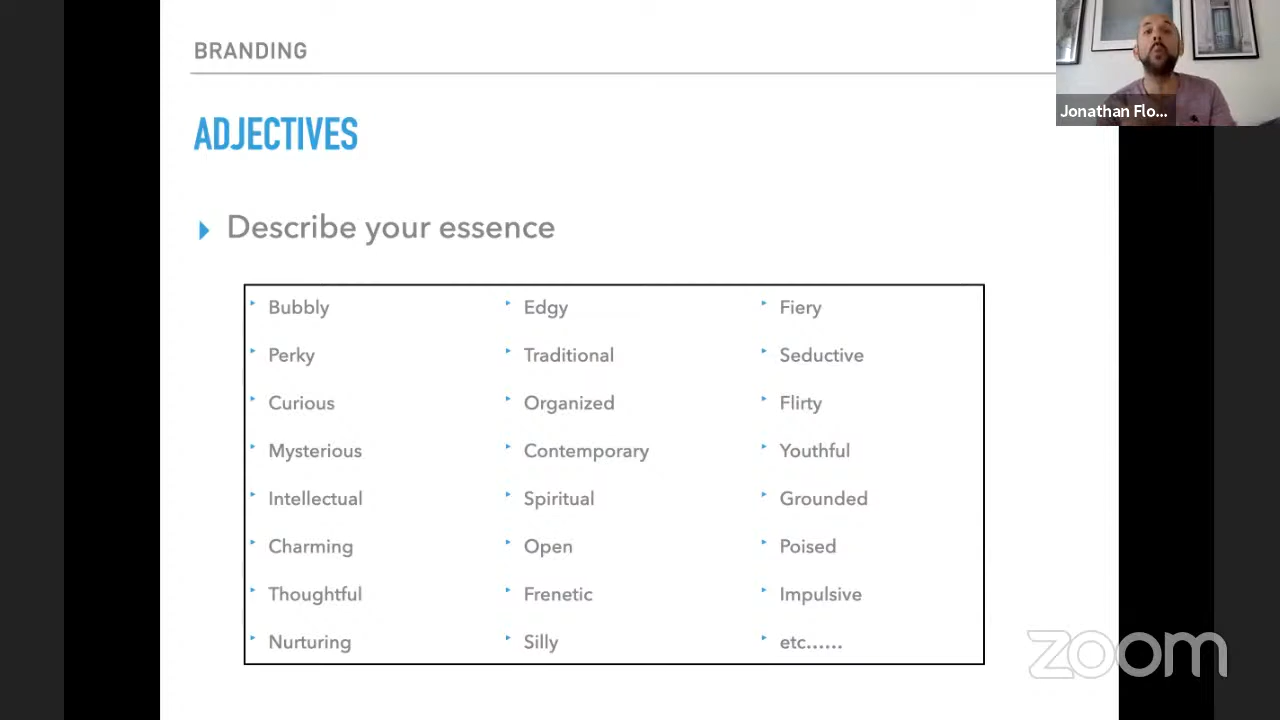 BRANDING
Jonathan Flo...
ADJECTIVES
Describe your essence
Bubbly
Perky
Curious
Mysterious
Intellectual
Charming
Thoughtful
Nurturing
Edgy
Traditional
Organized
Contemporary
Spiritual
Open
Frenetic
Silly
Fiery
Seductive
Flirty
Youthful
Grounded
Poised
Impulsive
etc......
zoom